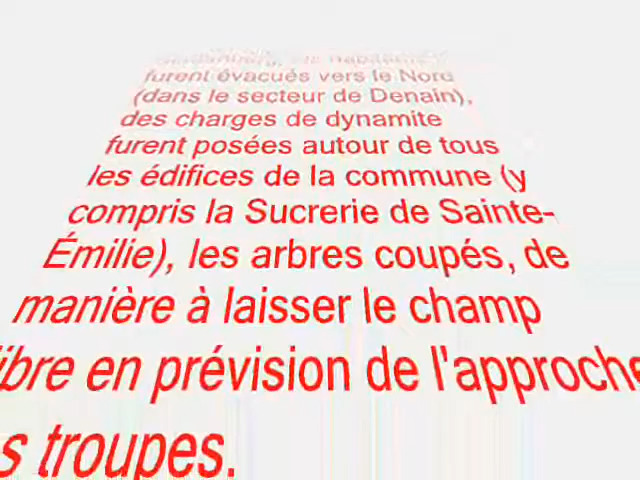 furent évacués vers le Nord
(dans le secteur de Denain),
des charges de dynamite
furent posées autour de tous
les édifices de la commune (y
compris la Sucrerie de Sainte-
Émilie), les arbres coupés, de
manière à laisser le champ
libre en prévision de l'approche
troupes.